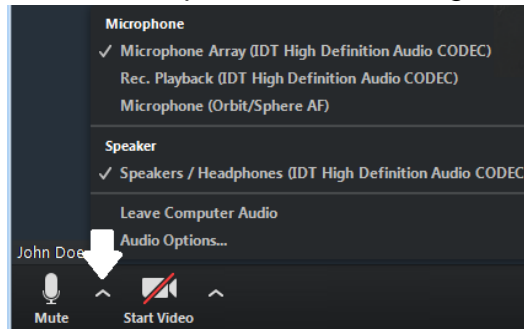 Microphone
Microphone Array (IDT High Definition Audio CODEC)
Rec. Playback (IDT High Definition Audio CODEC)
Microphone (Orbit/Sphere AF)
Speaker
Speakers / Headphones (IDT High Definition Audio CODEC
Leave Computer Audio
Audio Options...
John Doe
Mute Start Video